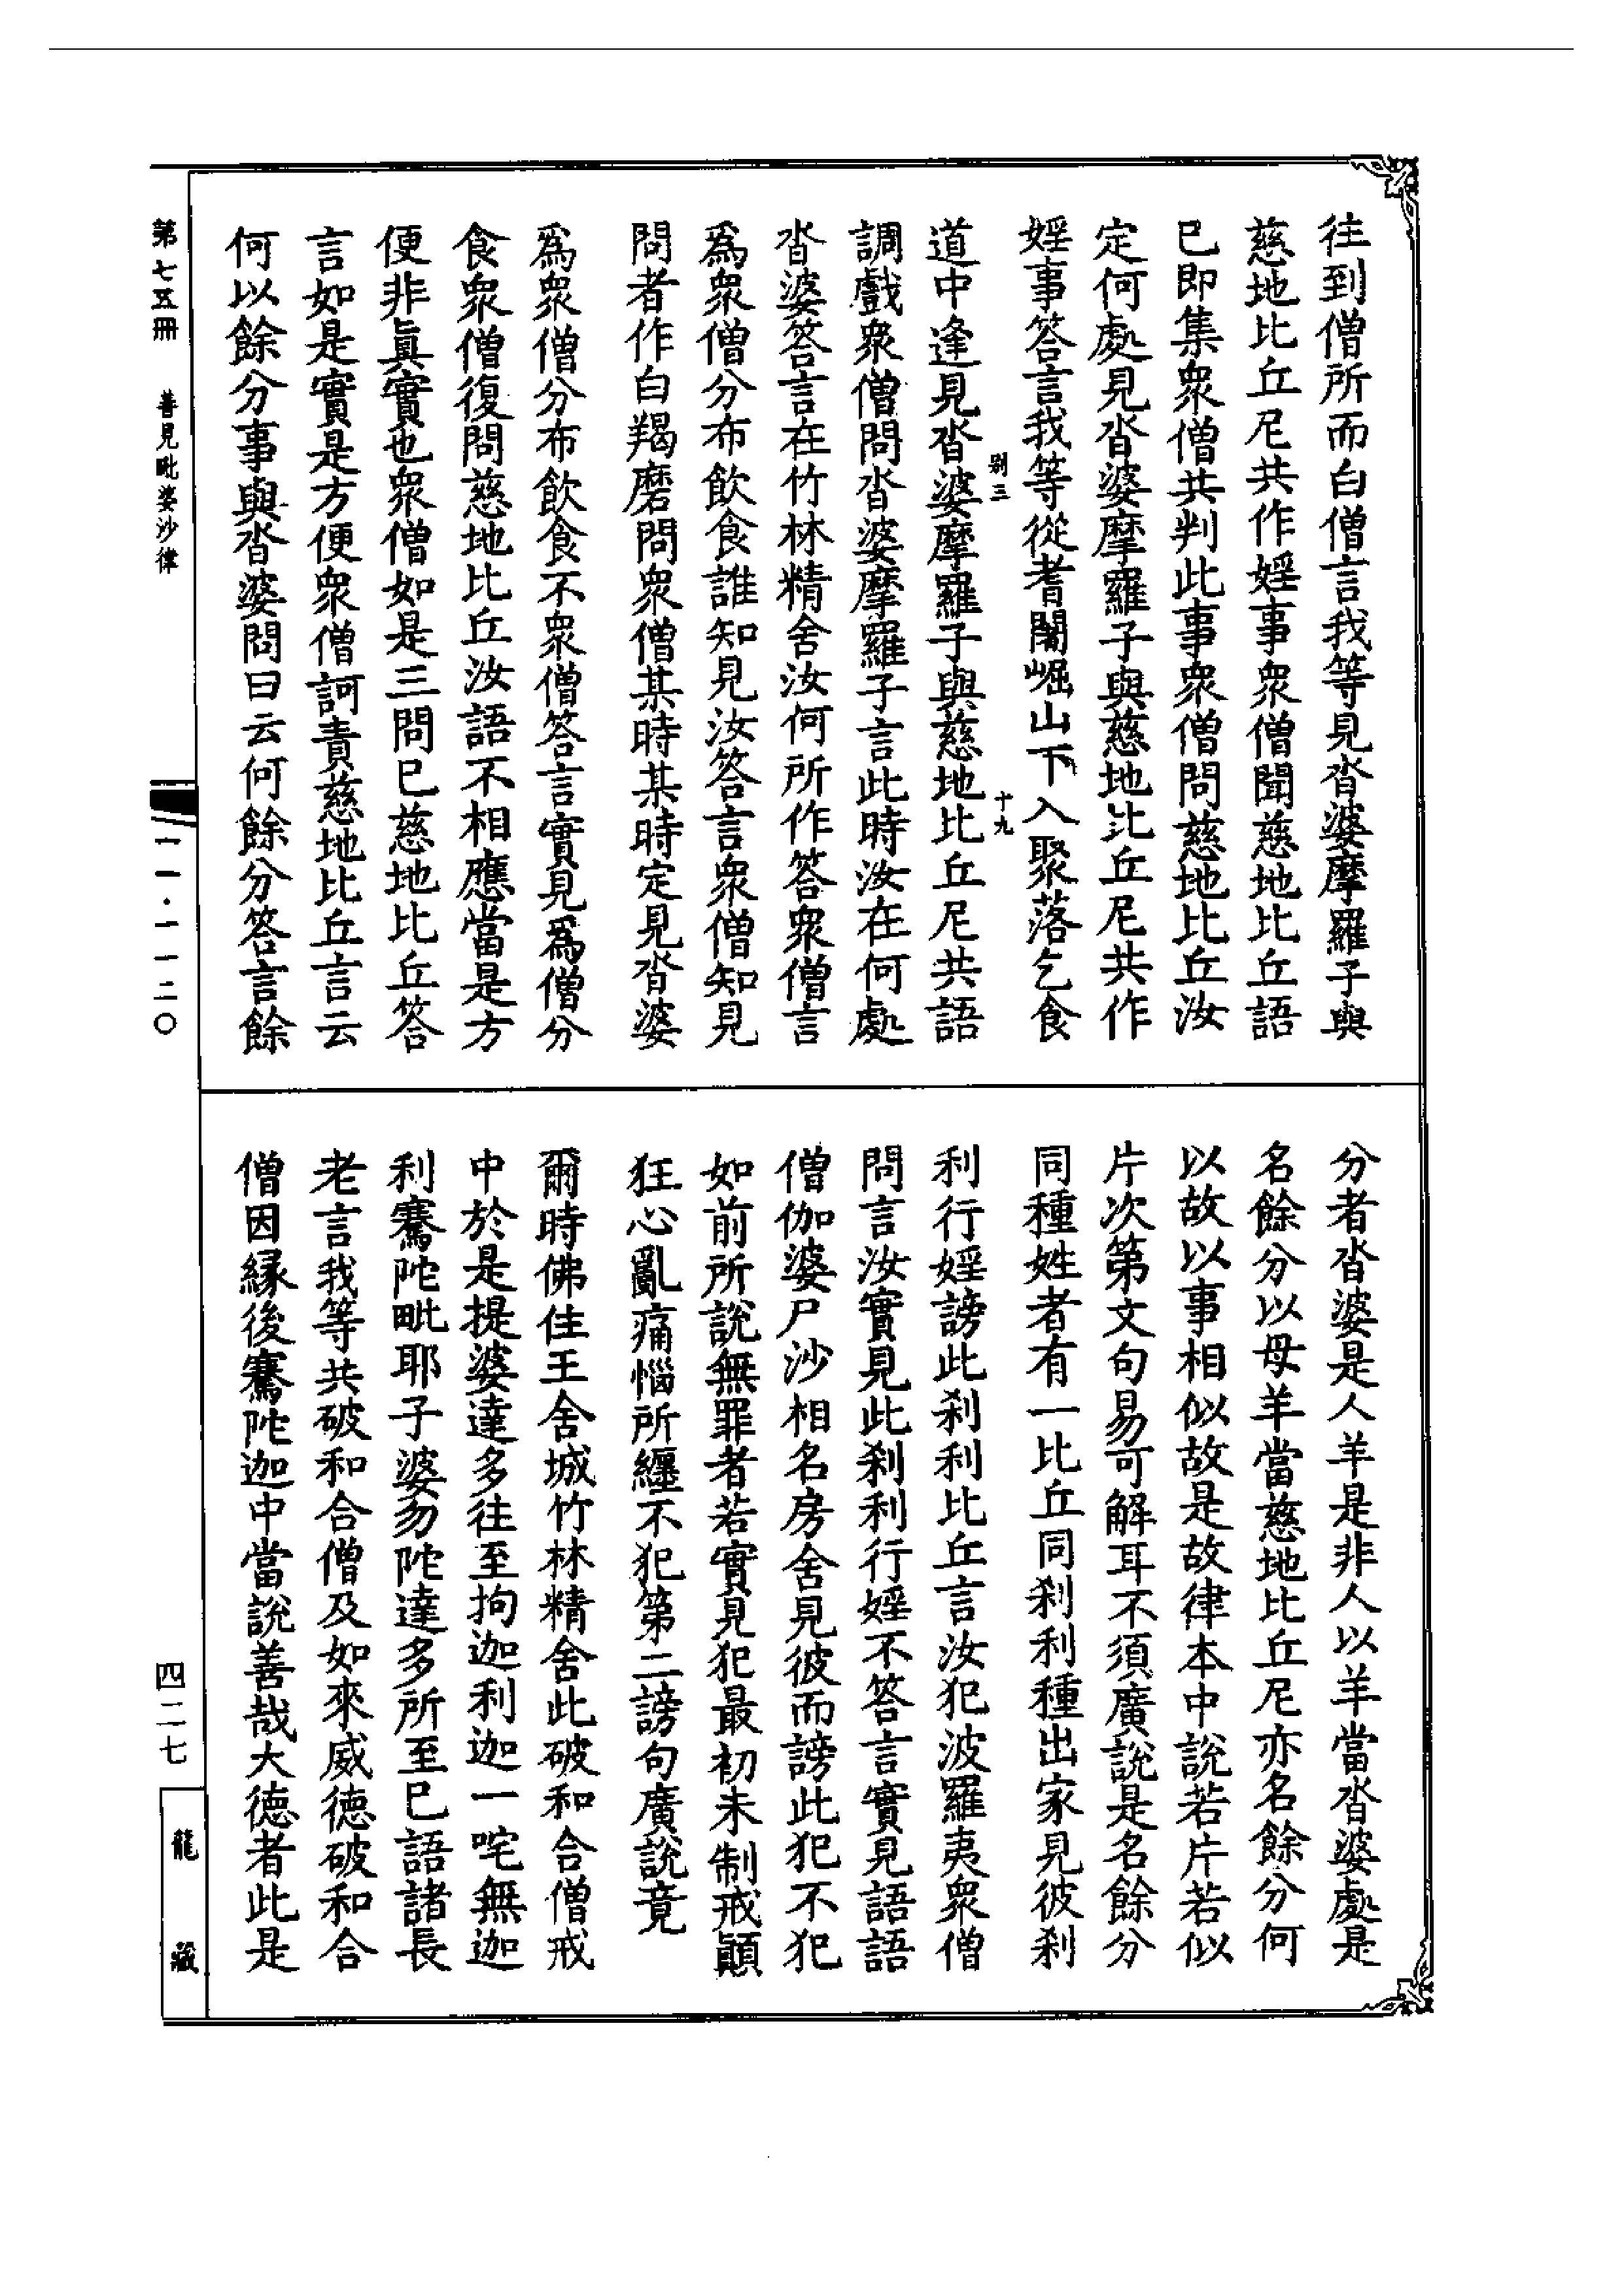 往到僧所而白僧言我等見沓婆摩羅子與
慈地比丘尼共作婬事衆僧聞慈地比丘語
已即集衆僧共判此事衆僧問慈地比丘汝
定何處見沓婆摩羅子與慈地比丘尼共作
婬事答言我等從耆闍崛山下入聚落乞食
別三
十九
道中逢見沓婆摩羅子與慈地比丘尼共語
調戲衆僧問沓婆摩羅子言此時汝在何處
沓婆答言在竹林精舍汝何所作答衆僧言
爲衆僧分布飲食誰知見汝答言衆僧知見
問者作白羯磨問衆僧某時某時定見沓婆
爲衆僧分布飲食不衆僧答言實見爲僧分
食衆僧復問慈地比丘汝語不相應當是方
便非眞實也衆僧如是三問已慈地比丘答
言如是實是方便衆僧訶責慈地比丘言云
何以餘分事與沓婆問曰云何餘分答言餘
分者沓婆是人羊是非人以羊當沓婆處是
名餘分以母羊當慈地比丘尼亦名餘分何
以故以事相似故是故律本中說若片若似
片次第文句易可解耳不須廣說是名餘分
同種姓者有一比丘同刹利種出家見彼刹
利行婬謗此刹利比丘言汝犯波羅夷衆僧
問言汝實見此刹利行婬不答言實見語語
僧伽婆尸沙相名房舍見彼而謗此犯不犯
如前所說無罪者若實見犯最初未制戒顚
狂心亂痛惱所纏不犯第二謗句廣說竟
爾時佛住王舍城竹林精舍此破和合僧戒
中於是提婆達多往至拘迦利迦一咤無迦
利騫陀毗耶子婆勿陀達多所至已語諸長
老言我等共破和合僧及如來威德破和合
僧因緣後騫陀迦中當說善哉大德者此是
第七五冊
善見毗婆沙律
一一·一一二〇
四二七
龍藏